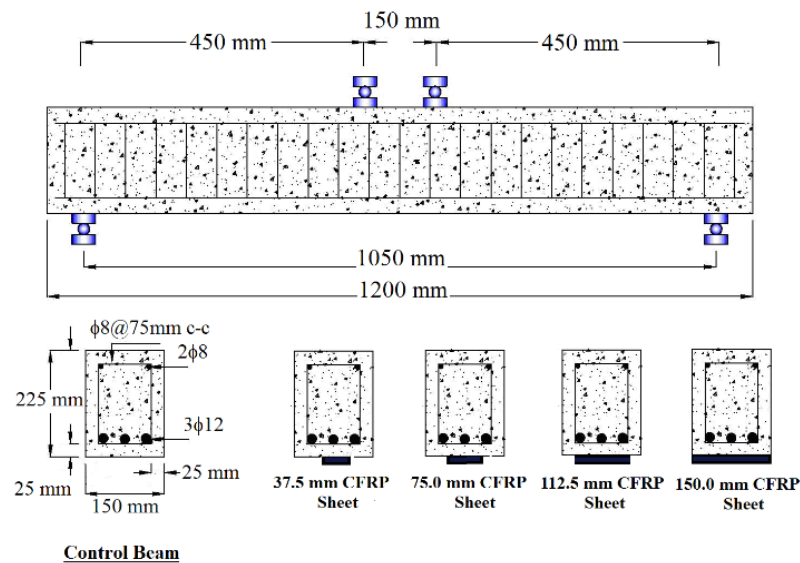 150 mm
450 mm
450 mm
1050 mm
1200 mm
ϕ8@75mm c-c
2ϕ8
225 mm
3ϕ12
25 mm
25 mm
150 mm
37.5 mm CFRP
Sheet
75.0 mm CFRP
Sheet
112.5 mm CFRP
Sheet
150.0 mm CFRP
Sheet
Control Beam